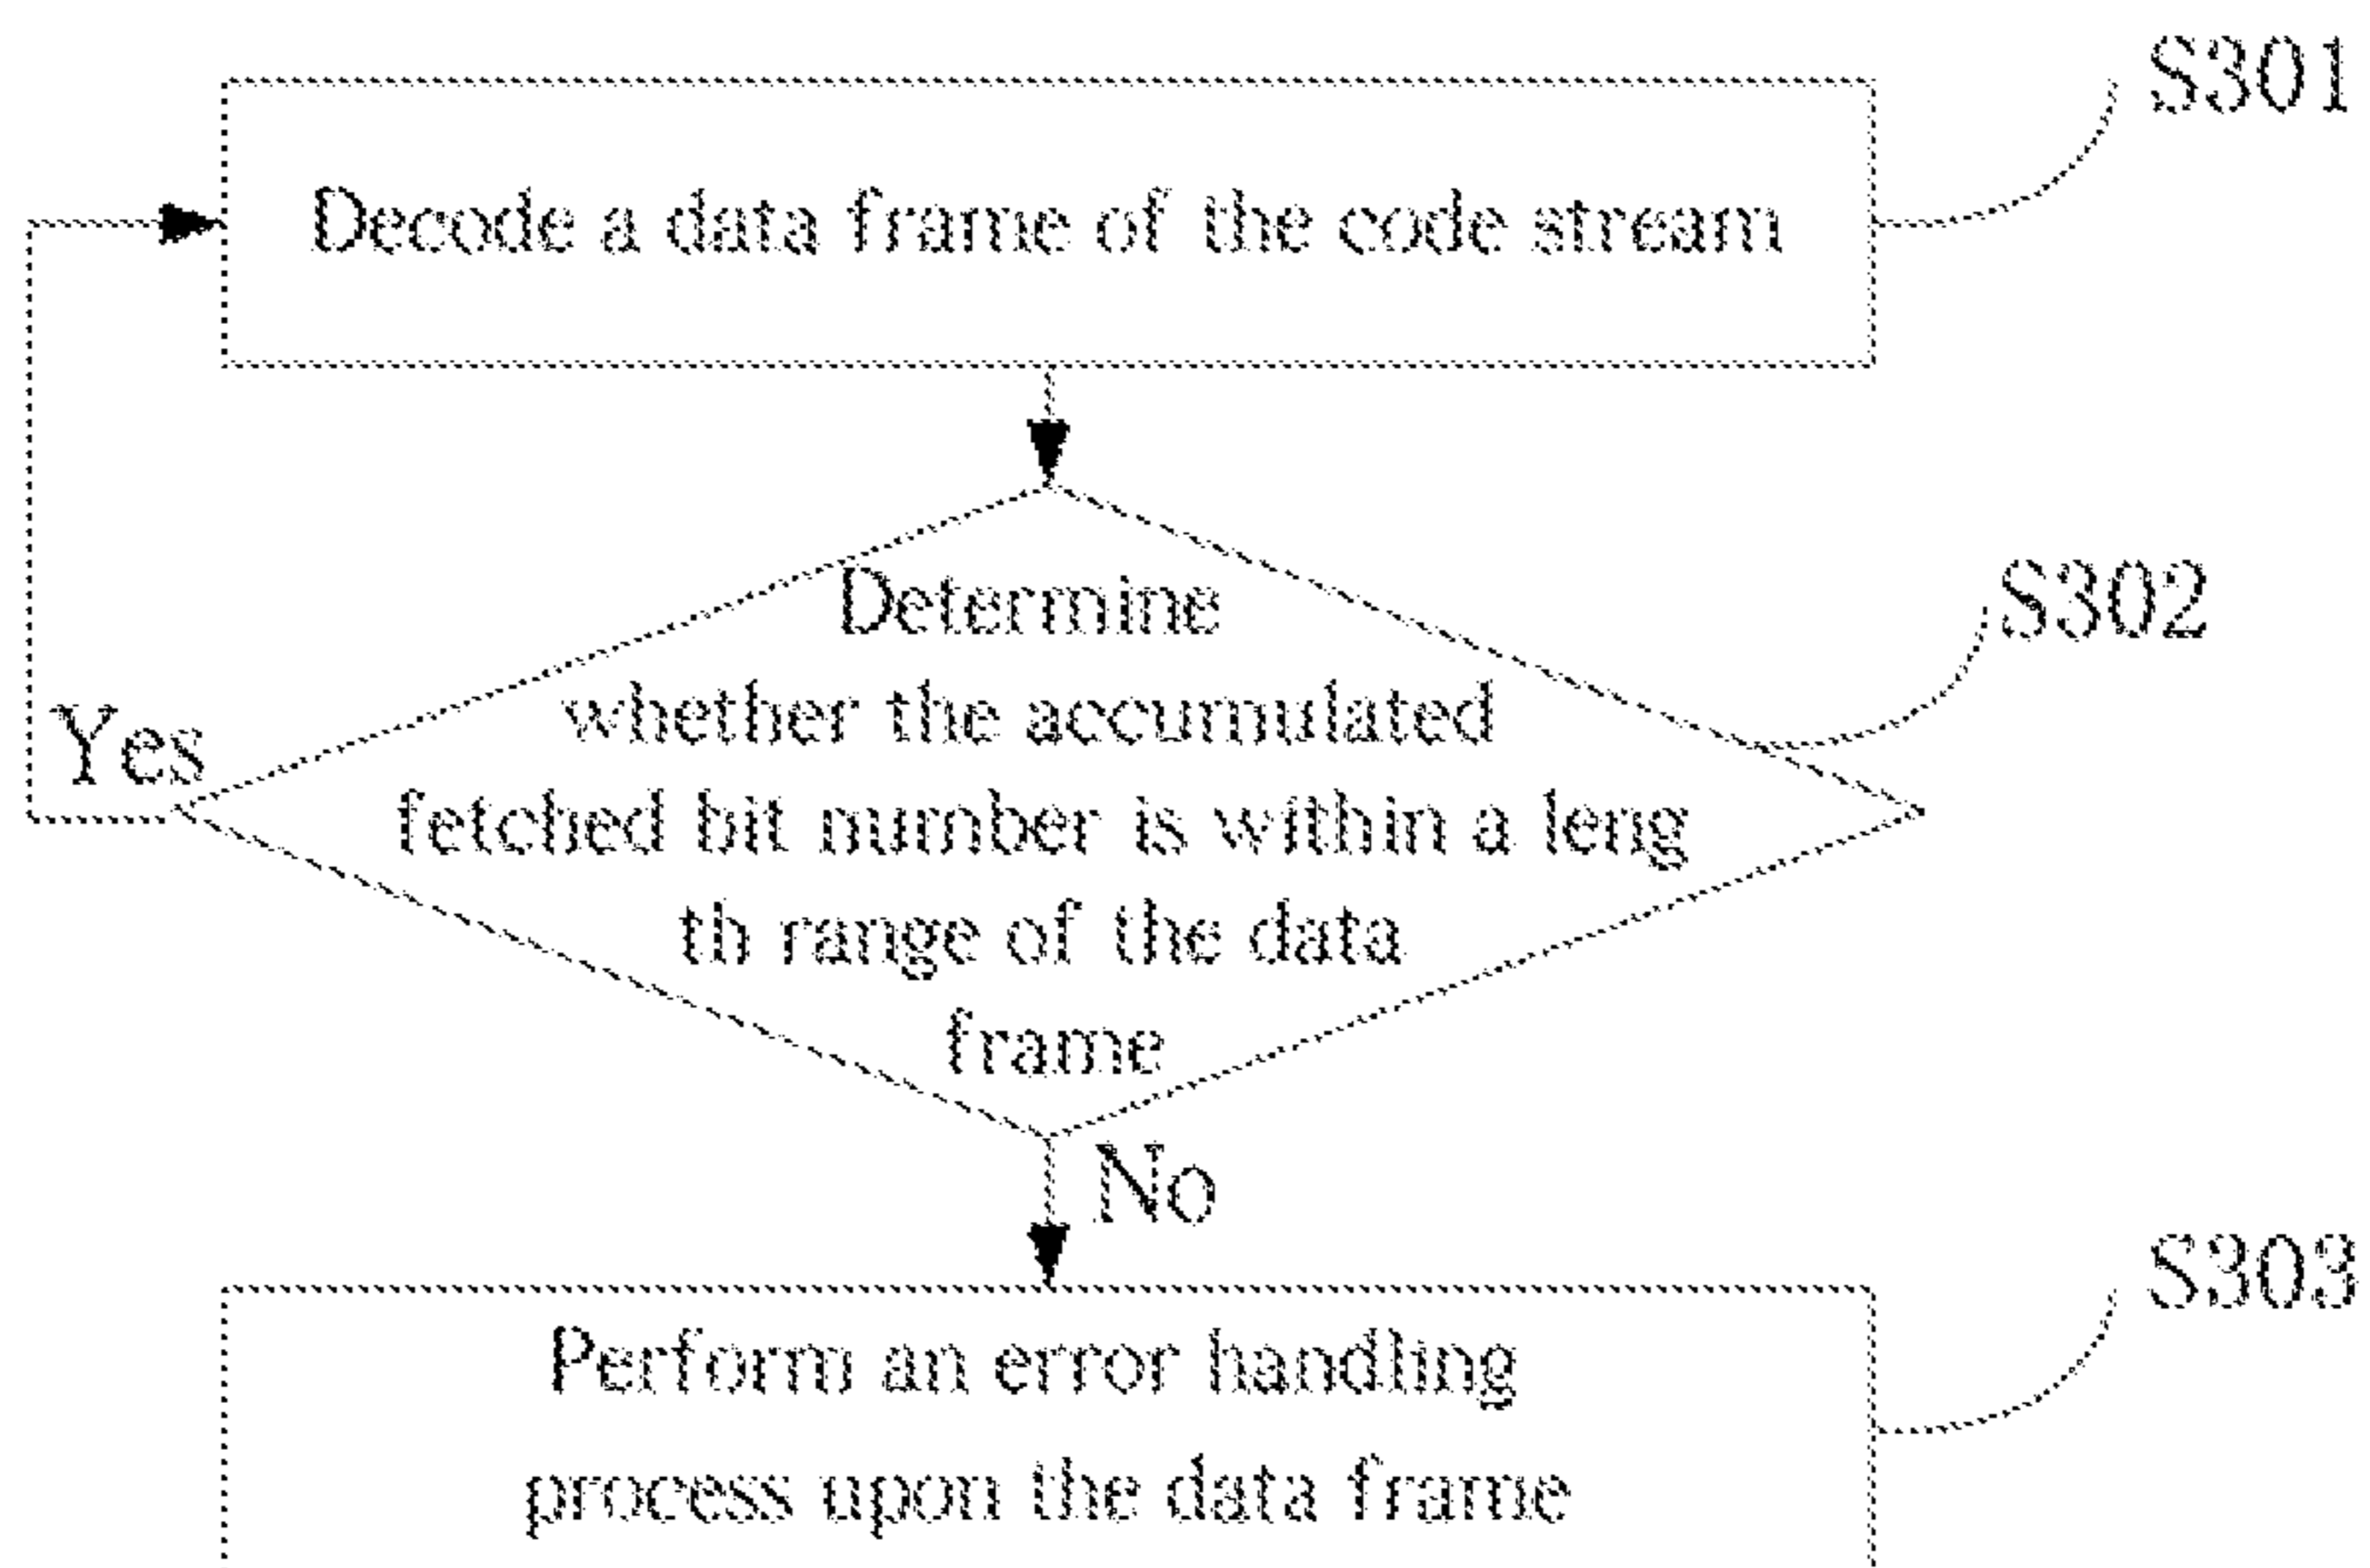 S301
Decode a data frame of the code stream
Determine
S302
whether the accumulated
Yes
fetched bit number is within a leng
th range of the data
frame
No
S303
Perform an error handling
process upon the data frame